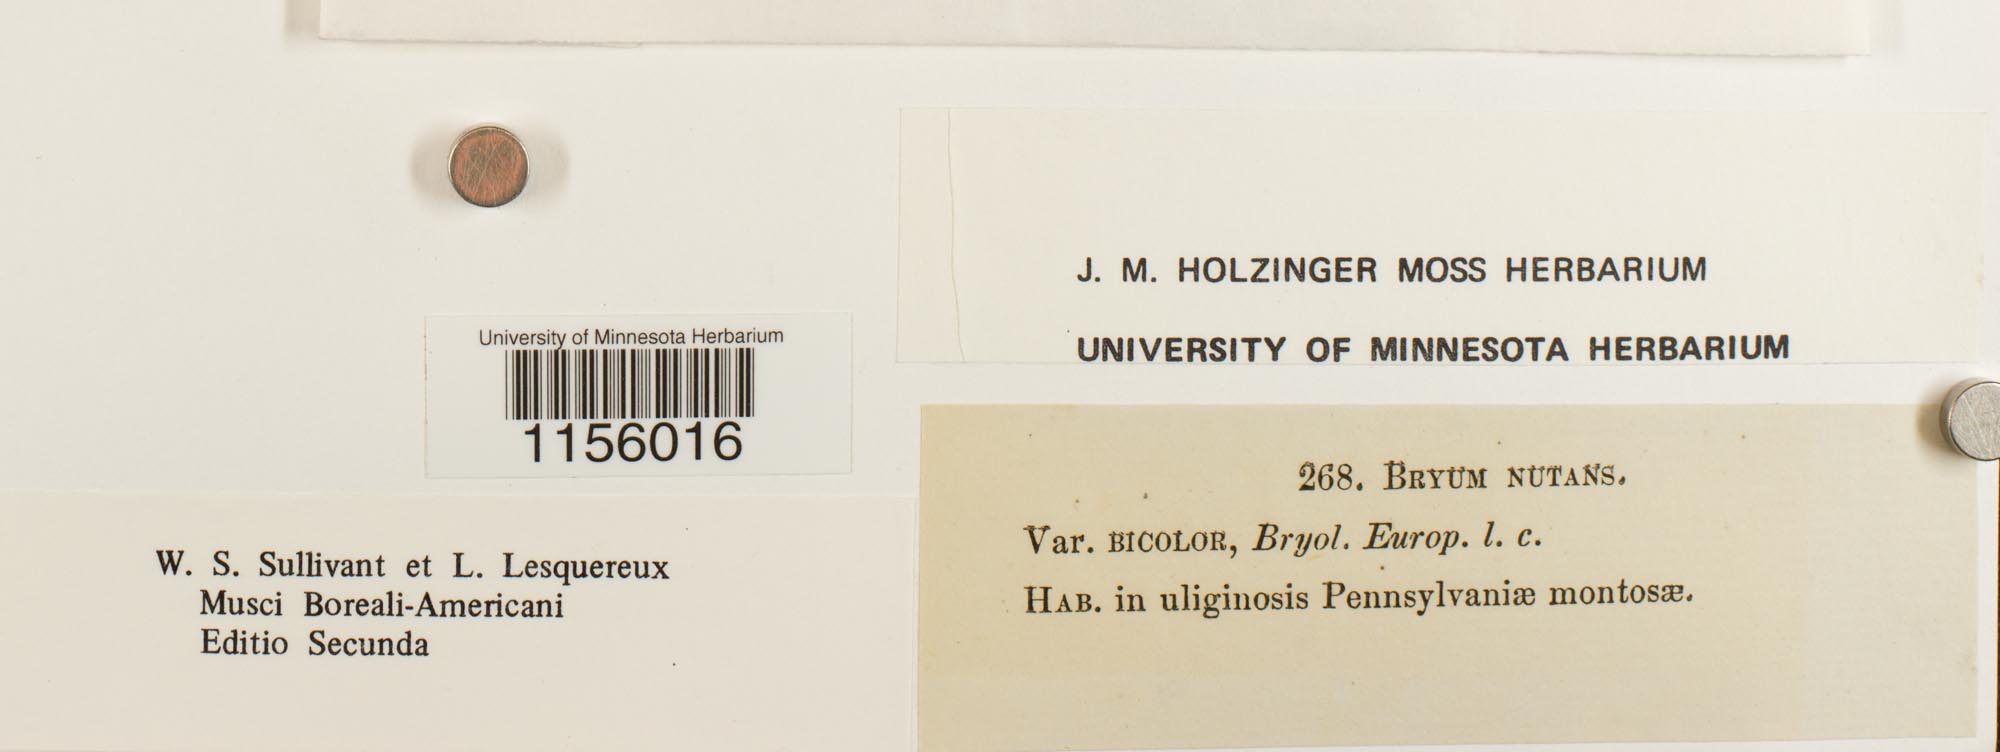 J. M. HOLZINGER MOSS HERBARIUM
UNIVERSITY OF MINNESOTA HERBARIUM
University of Minnesota Herbarium
1156016
268. BRYUM NUTANS.
Var. BICOLOR, Bryol. Europ. l. c.
HAB. in uliginosis Pennsylvaniæ montosæ.
W. S. Sullivant et L. Lesquereux
Musci Boreali-Americani
Editio Secunda